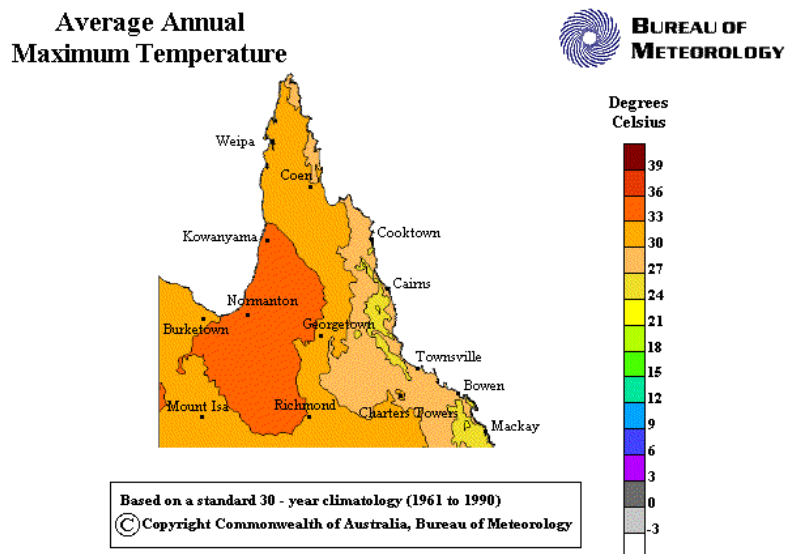 Average Annual
Maximum Temperature
BUREAU OF
METEOROLOGY
Degrees
Celsius
39
36
33
30
27
24
21
18
15
12
9
6
3
0
-3
Weipa
Coen
Kowanyama
Cooktown
Cairns
Normanton
Burketown
Georgetown
Townsville
Bowen
Mount Isa
Richmond
Charters Towers
Mackay
Based on a standard 30 - year climatology (1961 to 1990)
© Copyright Commonwealth of Australia, Bureau of Meteorology